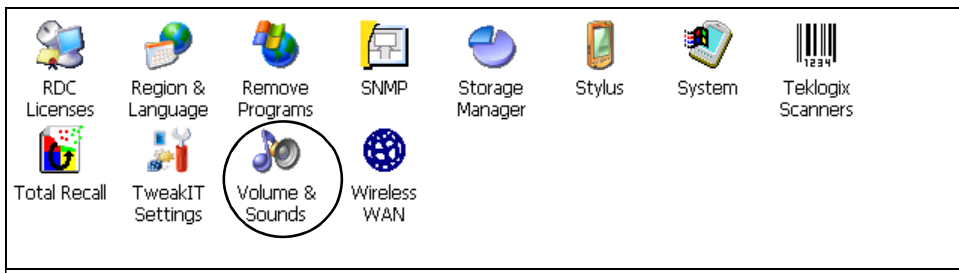 RDC Licenses
Region & Language
Remove Programs
SNMP
Storage Manager
Stylus
System
1234
Teklogix Scanners
Total Recall
TweakIT Settings
Volume & Sounds
Wireless WAN